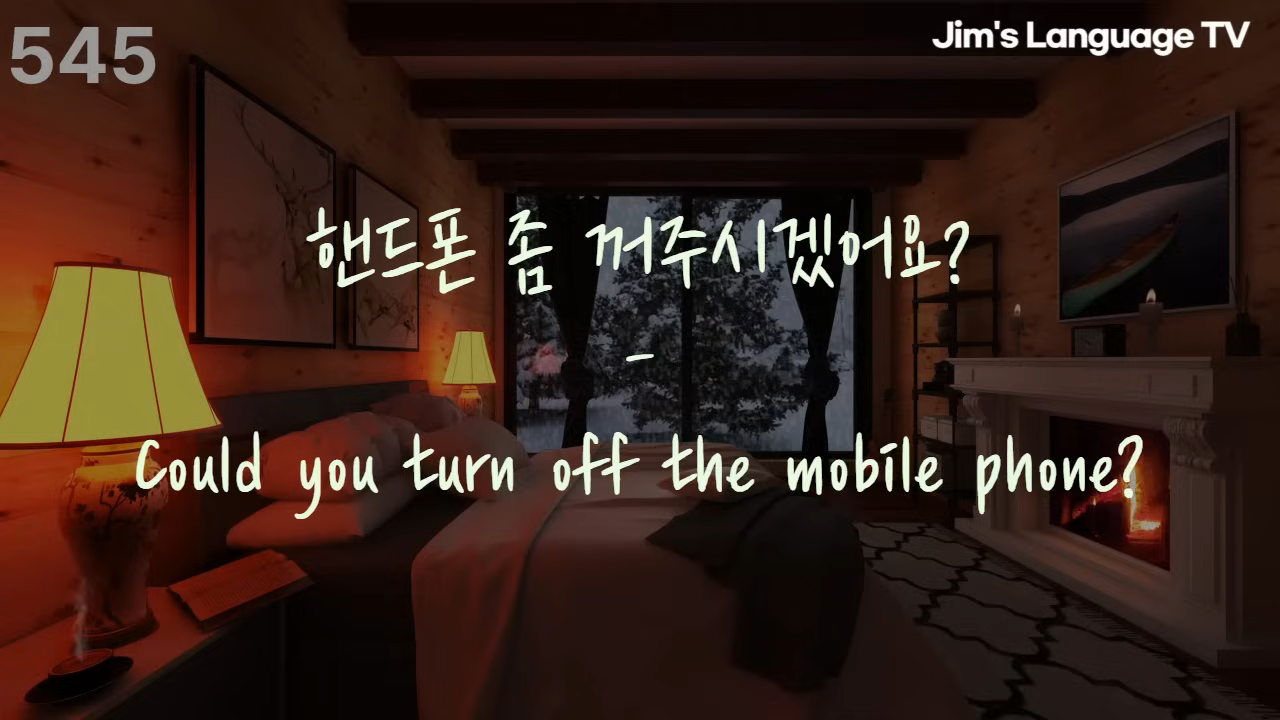 545
Jim's Language TV
핸드폰 좀 꺼주시겠어요?
-
Could you turn off the mobile phone?